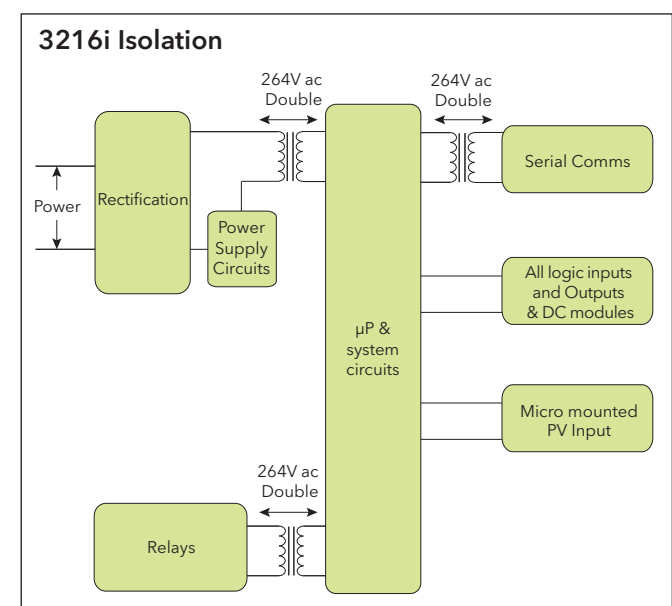 3216i Isolation
264V ac
Double
264V ac
Double
Rectification
Power
Power
Supply
Circuits
Serial Comms
All logic inputs
and Outputs
& DC modules
µP &
system
circuits
Micro mounted
PV Input
264V ac
Double
Relays